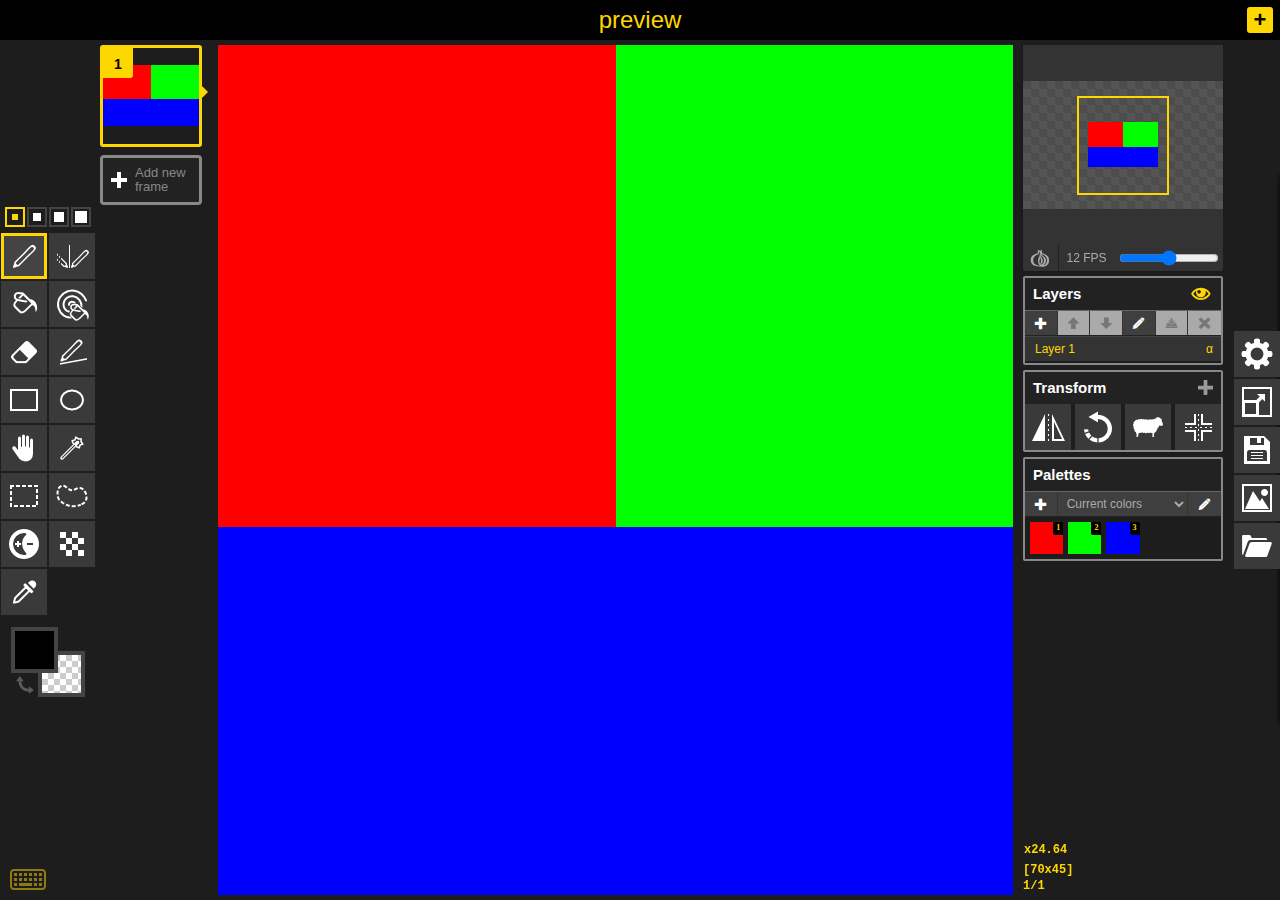 preview
+
1
Add new
frame
12 FPS
Layers
Layer 1 α
Transform
Palettes
Current colors
1 2 3
x24.64
[70x45]
1/1